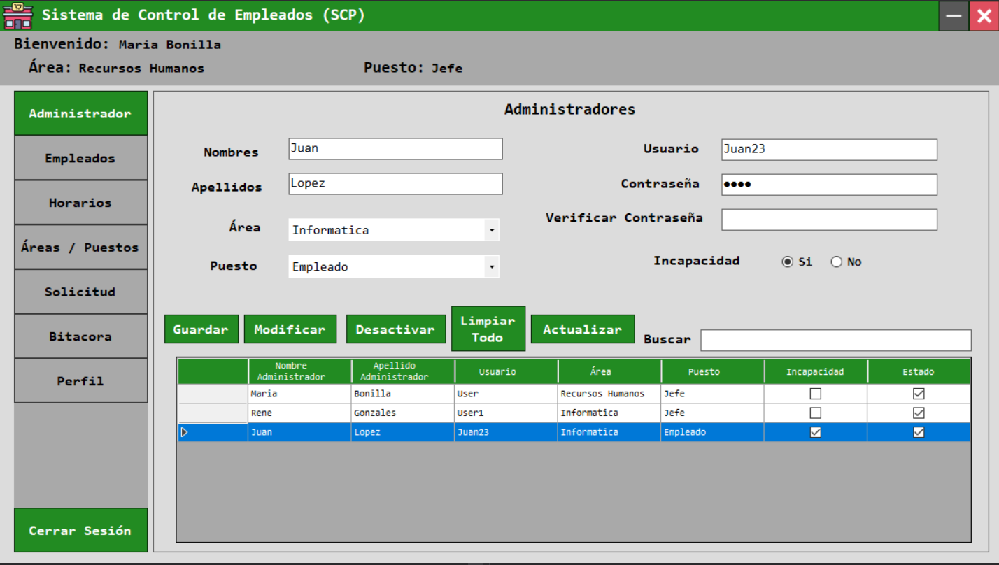 Sistema de Control de Empleados (SCP)
Bienvenido: Maria Bonilla
Área: Recursos Humanos Puesto: Jefe
Administrador
Empleados
Horarios
Áreas / Puestos
Solicitud
Bitacora
Perfil
Cerrar Sesión
Administradores
Nombres Juan
Apellidos Lopez
Área Informatica
Puesto Empleado
Usuario Juan23
Contraseña ●●●●
Verificar Contraseña
Incapacidad Si No
Guardar Modificar Desactivar Limpiar
Todo
Actualizar
Buscar
Nombre Administrador Apellido Administrador Usuario Área Puesto Incapacidad Estado
Maria Bonilla User Recursos Humanos Jefe
Rene Gonzales User1 Informatica Jefe
Juan Lopez Juan23 Informatica Empleado